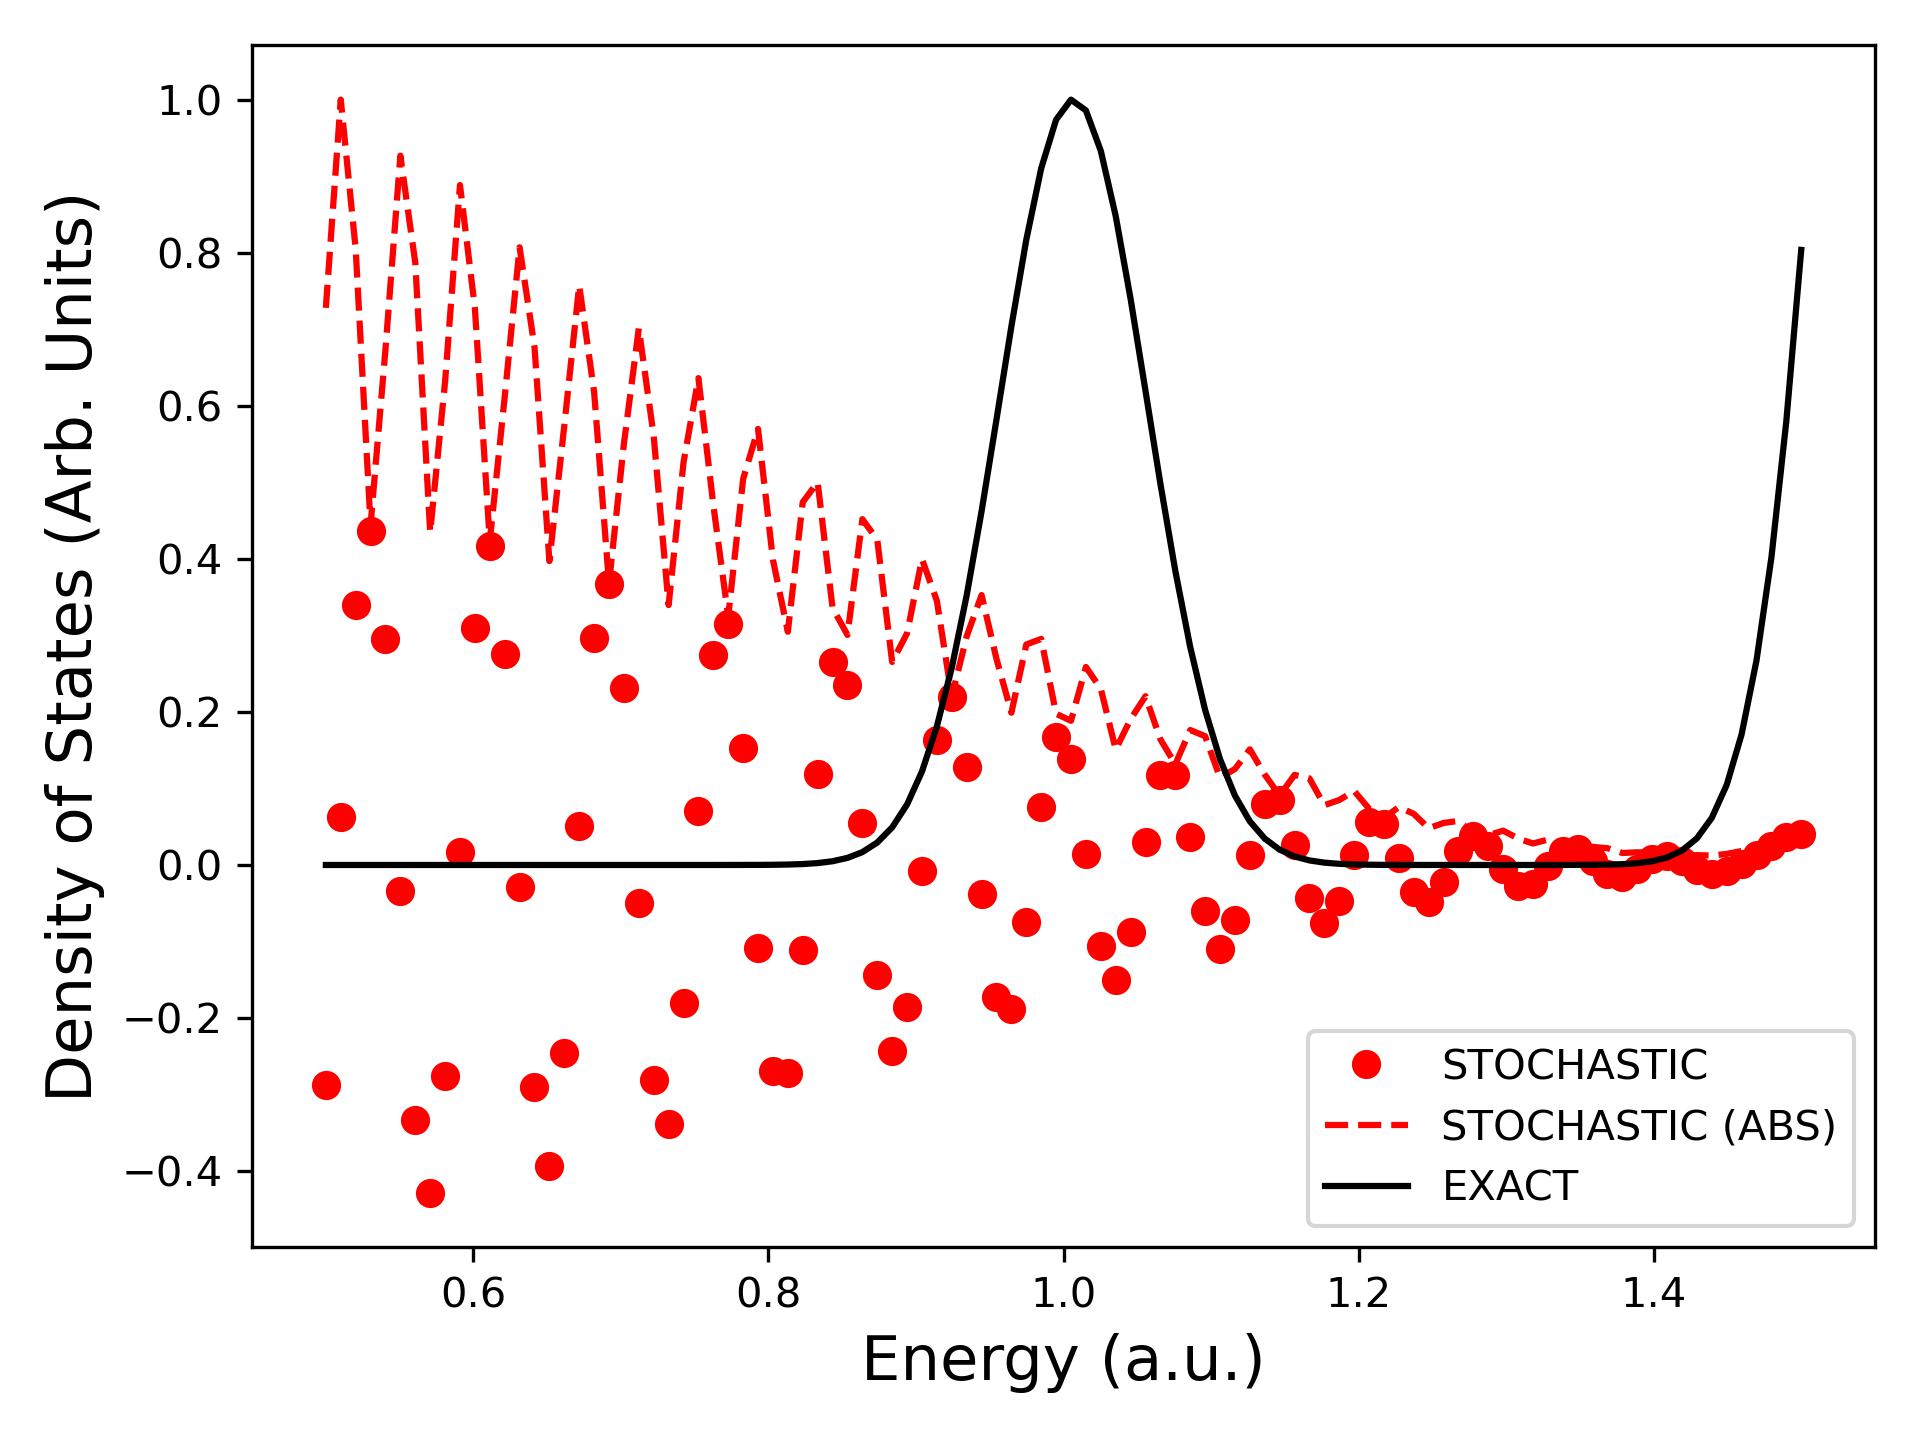 Density of States (Arb. Units)
1.0
0.8
0.6
0.4
0.2
0.0
−0.2
−0.4
STOCHASTIC
STOCHASTIC (ABS)
EXACT
0.6 0.8 1.0 1.2 1.4
Energy (a.u.)